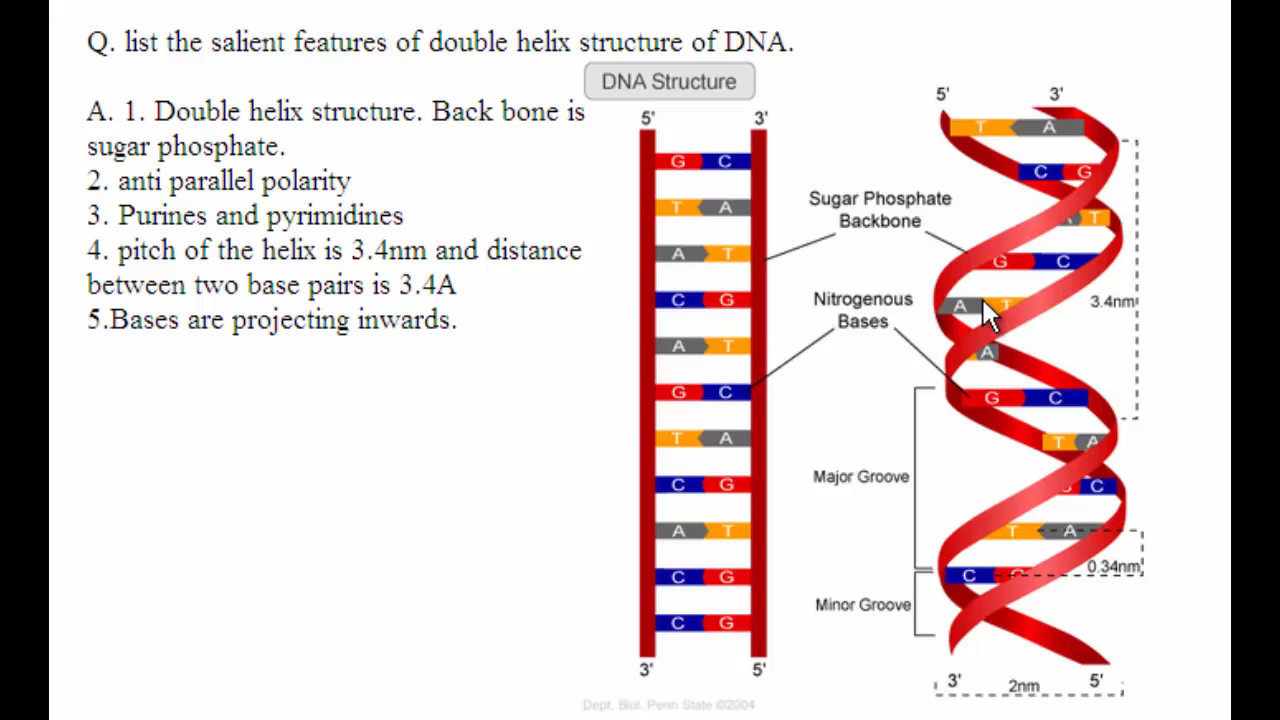 Q. list the salient features of double helix structure of DNA.
A. 1. Double helix structure. Back bone is
sugar phosphate.
2. anti parallel polarity
3. Purines and pyrimidines
4. pitch of the helix is 3.4nm and distance
between two base pairs is 3.4A
5.Bases are projecting inwards.
DNA Structure
5' 3'
G C
T A
A T
C G
A T
G C
T A
C G
A T
C G
C G
3' 5'
Sugar Phosphate
Backbone
Nitrogenous
Bases
Major Groove
Minor Groove
5' 3'
T A
C G
A T
G C
A T
A
G C
T A
G C
T A
C G
3.4nm
0.34nm
3' 5'
2nm
Dept. Biol. Penn State ©2004